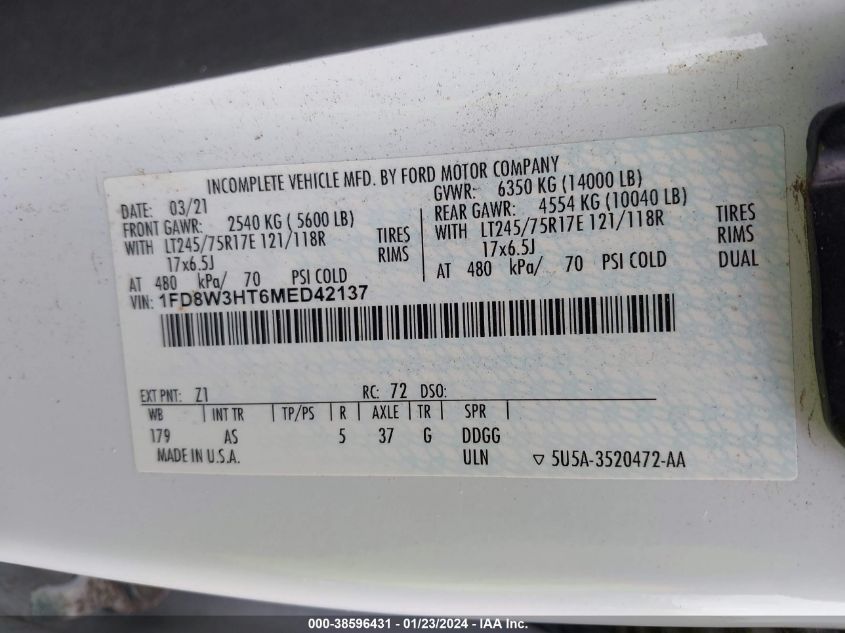 INCOMPLETE VEHICLE MFD. BY FORD MOTOR COMPANY
DATE: 03/21
FRONT GAWR: 2540 KG ( 5600 LB)
WITH LT245/75R17E 121/118R TIRES
17x6.5J RIMS
AT 480 kPa/ 70 PSI COLD
GVWR: 6350 KG (14000 LB)
REAR GAWR: 4554 KG (10040 LB)
WITH LT245/75R17E 121/118R TIRES
17x6.5J RIMS
AT 480 kPa/ 70 PSI COLD DUAL
VIN: 1FD8W3HT6MED42137
EXT PNT: Z1 RC: 72 DSO:
WB INT TR TP/PS R AXLE TR SPR
179 AS 5 37 G DDGG
MADE IN U.S.A. ULN ▽ 5U5A-3520472-AA
000-38596431 - 01/23/2024 - IAA Inc.